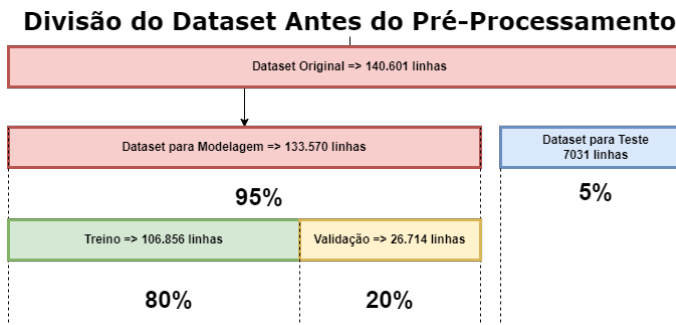 Divisão do Dataset Antes do Pré-Processamento
Dataset Original => 140.601 linhas
Dataset para Modelagem => 133.570 linhas
Dataset para Teste
7031 linhas
95%
5%
Treino => 106.856 linhas
Validação => 26.714 linhas
80%
20%